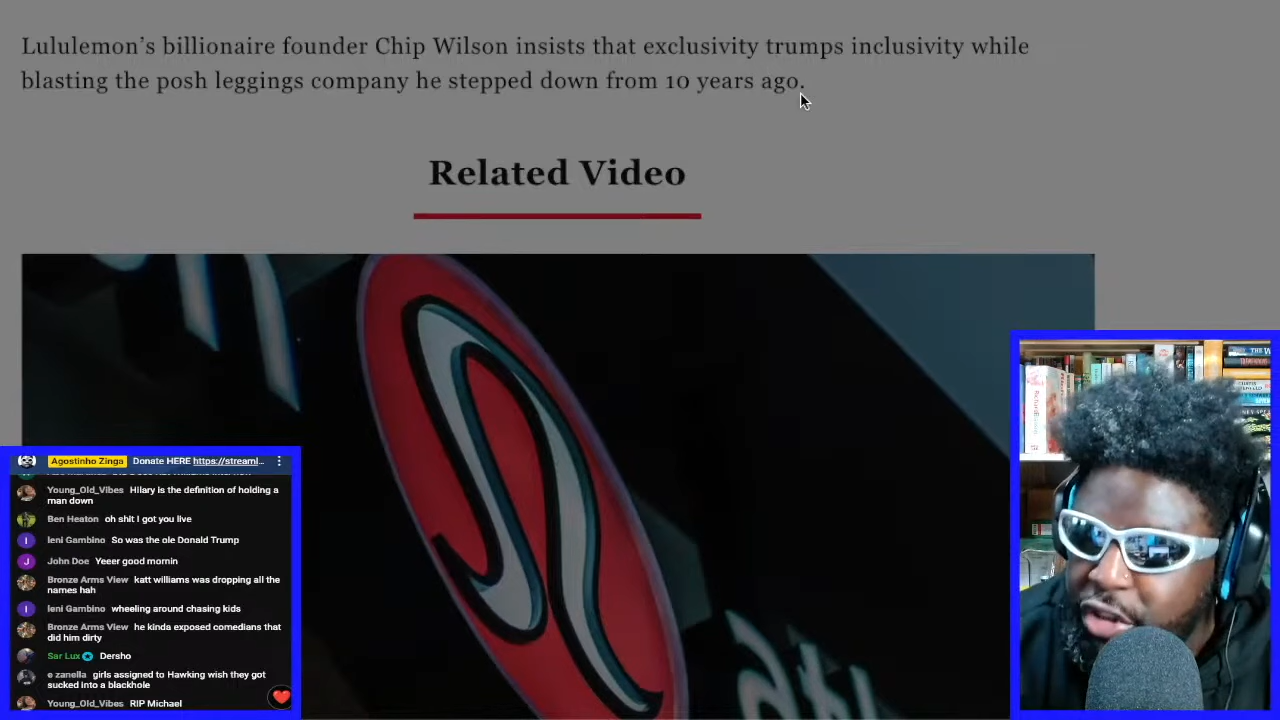 Lululemon’s billionaire founder Chip Wilson insists that exclusivity trumps inclusivity while
blasting the posh leggings company he stepped down from 10 years ago.
Related Video
Agostinho Zinga Donate HERE https://streaml...
Young_Old_Vibes Hilary is the definition of holding a
man down
Ben Heaton oh shit I got you live
Ieni Gambino So was the ole Donald Trump
John Doe Yeeer good mornin
Bronze Arms View katt williams was dropping all the
names hah
Ieni Gambino wheeling around chasing kids
Bronze Arms View he kinda exposed comedians that
did him dirty
Sar Lux Dersho
e zanella girls assigned to Hawking wish they got
sucked into a blackhole
Young_Old_Vibes RIP Michael